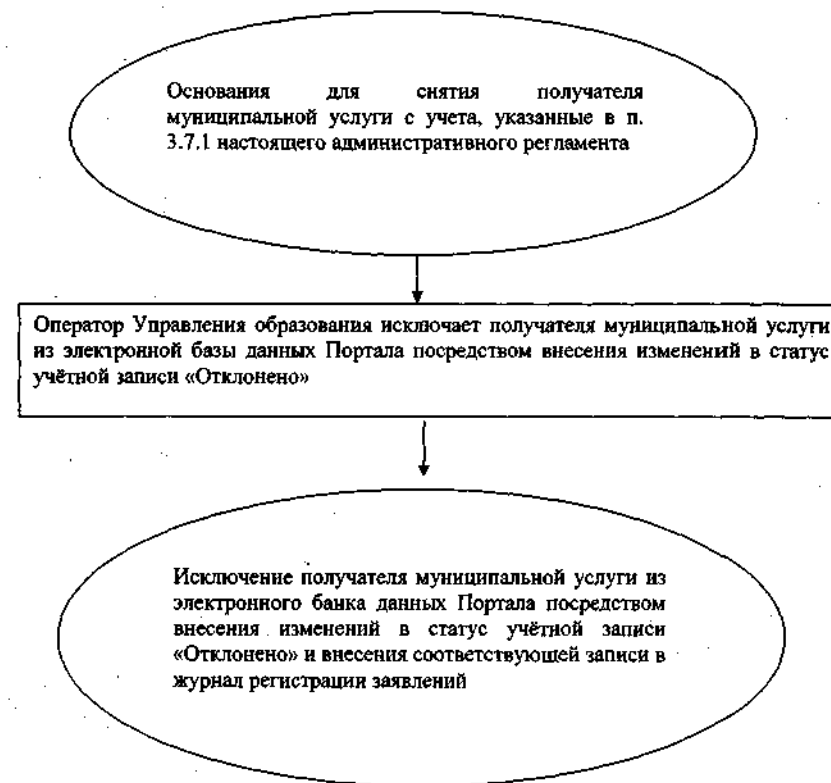 Основания для снятия получателя
муниципальной услуги с учета, указанные в п.
3.7.1 настоящего административного регламента
Оператор Управления образования исключает получателя муниципальной услуги
из электронной базы данных Портала посредством внесения изменений в статус
учётной записи «Отклонено»
Исключение получателя муниципальной услуги из
электронного банка данных Портала посредством
внесения изменений в статус учётной записи
«Отклонено» и внесения соответствующей записи в
журнал регистрации заявлений